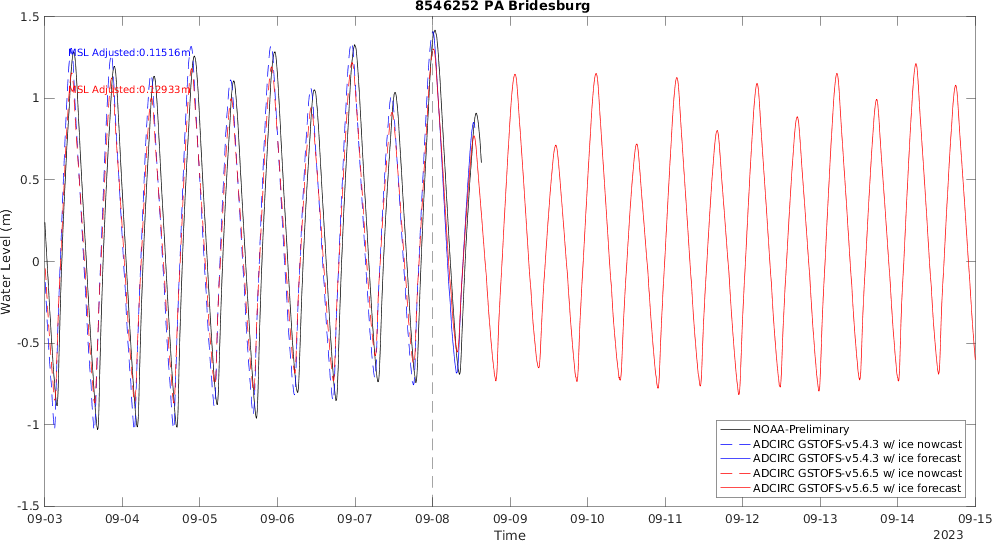 8546252 PA Bridesburg
MSL Adjusted:0.11516m
MSL Adjusted:0.12933m
Water Level (m)
1.5
1
0.5
0
-0.5
-1
-1.5
NOAA-Preliminary
ADCIRC GSTOFS-v5.4.3 w/ ice nowcast
ADCIRC GSTOFS-v5.4.3 w/ ice forecast
ADCIRC GSTOFS-v5.6.5 w/ ice nowcast
ADCIRC GSTOFS-v5.6.5 w/ ice forecast
09-03 09-04 09-05 09-06 09-07 09-08 09-09 09-10 09-11 09-12 09-13 09-14 09-15
Time
2023